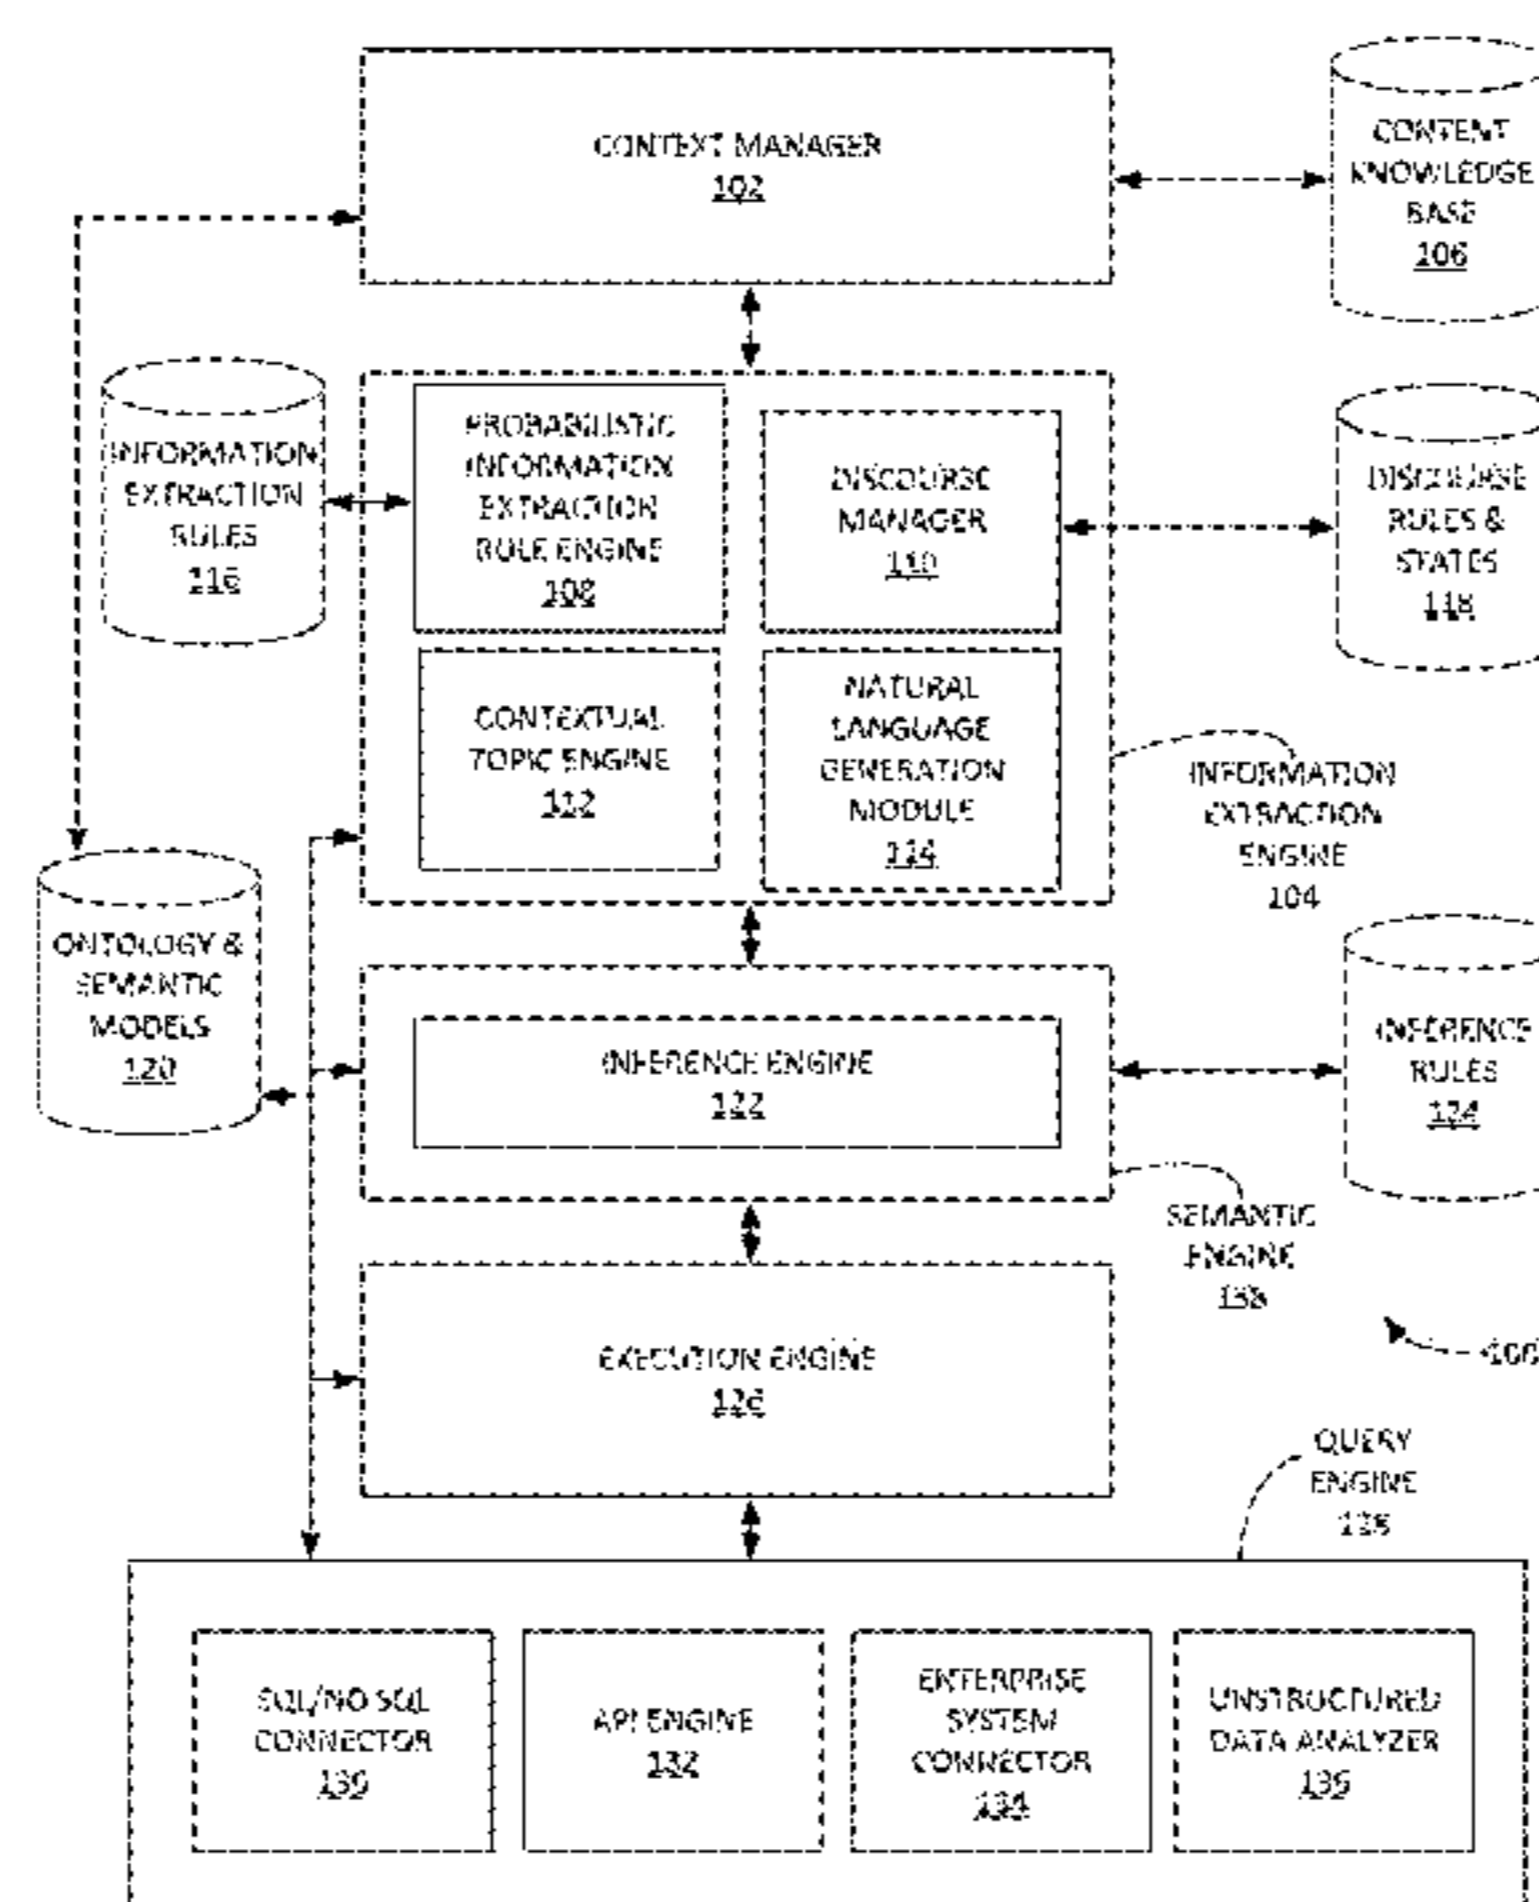 CONTEXT MANAGER
102
CONTENT
KNOWLEDGE
BASE
106
INFORMATION
EXTRACTION
RULES
116
PROBABILISTIC
INFORMATION
EXTRACTION
RULE ENGINE
108
DISCOURSE
MANAGER
110
DISCOURSE
RULES &
STATES
118
CONTEXTUAL
TOPIC ENGINE
112
NATURAL
LANGUAGE
GENERATION
MODULE
114
INFORMATION
EXTRACTION
ENGINE
104
ONTOLOGY &
SEMANTIC
MODELS
120
INFERENCE ENGINE
122
INFERENCE
RULES
124
SEMANTIC
ENGINE
138
EXECUTION ENGINE
126
100
QUERY
ENGINE
128
SQL/NO SQL
CONNECTOR
130
API ENGINE
132
ENTERPRISE
SYSTEM
CONNECTOR
134
UNSTRUCTURED
DATA ANALYZER
136